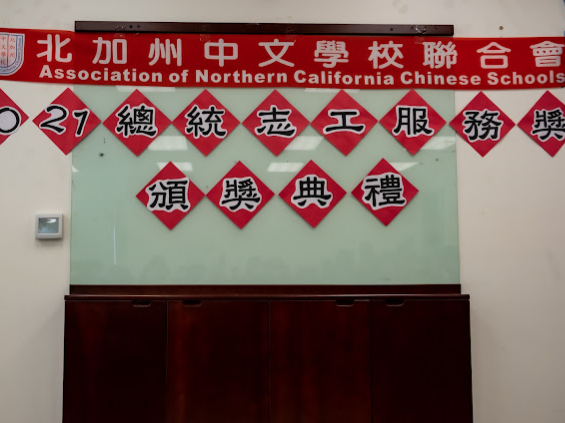 北加州中文學校聯合會
Association of Northern California Chinese Schools
021總統志工服務獎
頒獎典禮